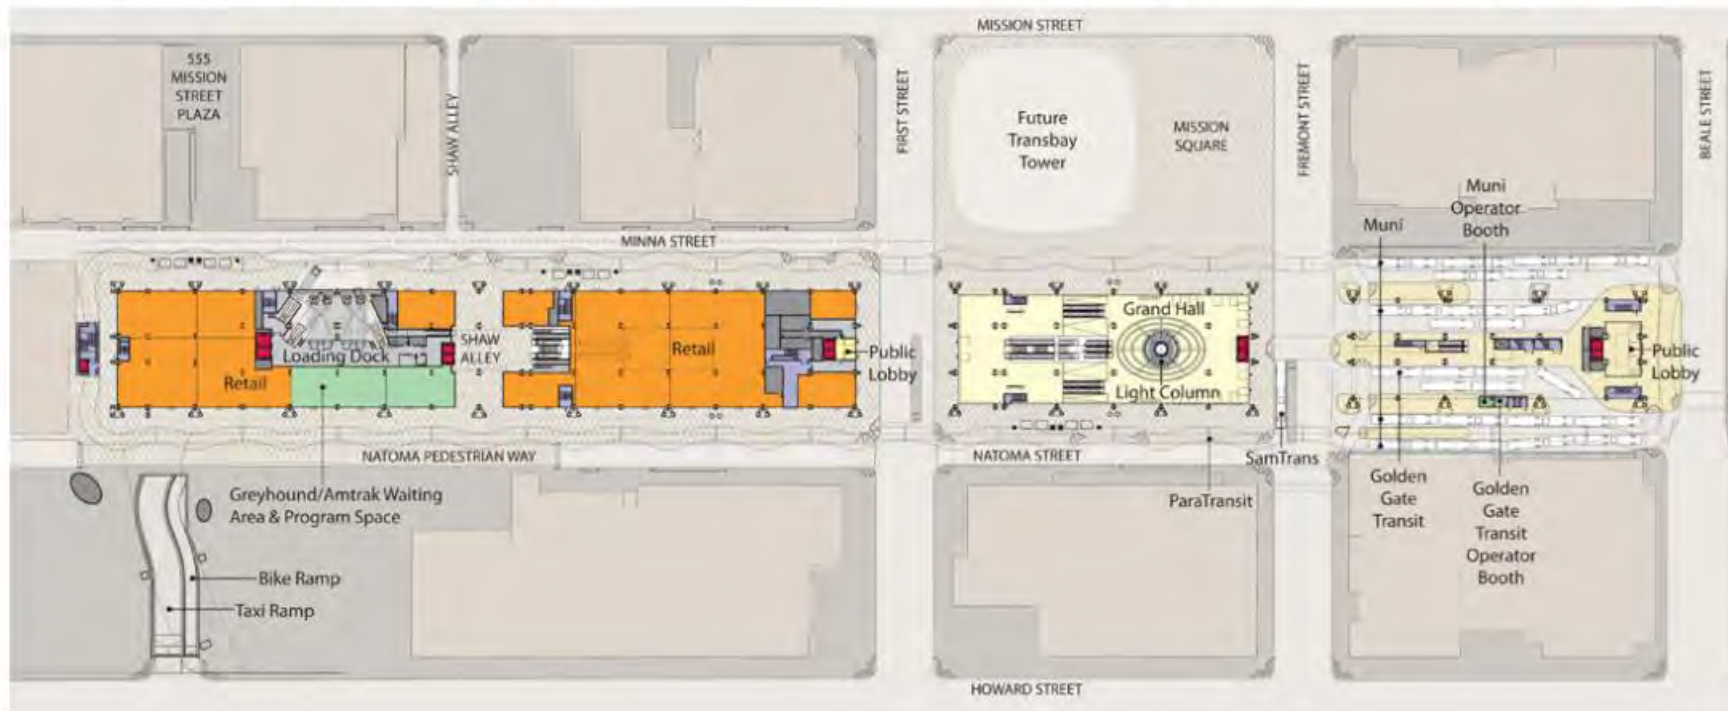 MISSION STREET
555
MISSION
STREET
PLAZA
SHAW ALLEY
FIRST STREET
Future
Transbay
Tower
MISSION
SQUARE
FREMONT STREET
BEALE STREET
Muni
Operator
Booth
Muni
MINNA STREET
Grand Hall
Loading Dock
SHAW
ALLEY
Retail
Public
Lobby
Public
Lobby
Retail
Light Column
NATOMA PEDESTRIAN WAY
NATOMA STREET
SamTrans
Greyhound/Amtrak Waiting
Area & Program Space
ParaTransit
Golden
Gate
Transit
Golden
Gate
Transit
Operator
Booth
Bike Ramp
Taxi Ramp
HOWARD STREET